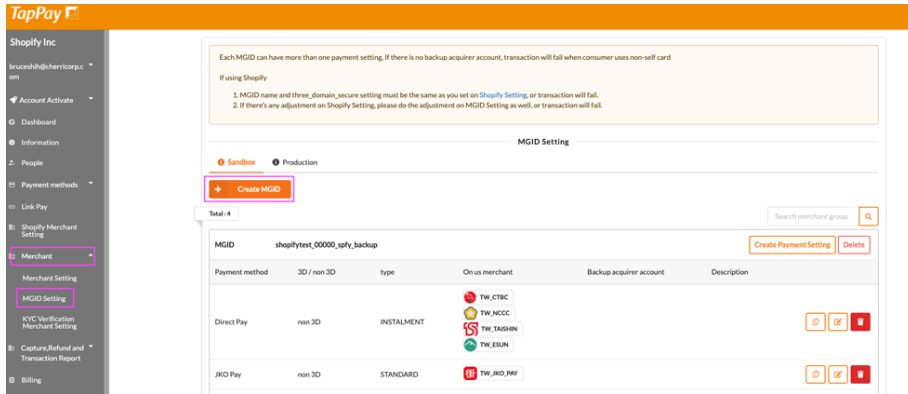 TapPay
Shopify Inc
bruceshih@cherricorp.c
om
Account Activate
Dashboard
Information
People
Payment methods
Link Pay
Shopify Merchant
Setting
Merchant
Merchant Setting
MGID Setting
KYC Verification
Merchant Setting
Capture,Refund and
Transaction Report
Billing
Each MGID can have more than one payment setting, If there is no backup acquirer account, transaction will fail when consumer uses non-self card
If using Shopify
1. MGID name and three_domain_secure setting must be the same as you set on Shopify Setting, or transaction will fail.
2. If there's any adjustment on Shopify Setting, please do the adjustment on MGID Setting as well, or transaction will fail.
MGID Setting
Sandbox Production
+ Create MGID
Total : 4
Search merchant group
MGID shopifytest_00000_spfy_backup Create Payment Setting Delete
Payment method 3D / non 3D type On us merchant Backup acquirer account Description
Direct Pay non 3D INSTALMENT TW_CTBC
TW_NCCC
TW_TAISHIN
TW_ESUN
JKO Pay non 3D STANDARD TW_JKO_PAY